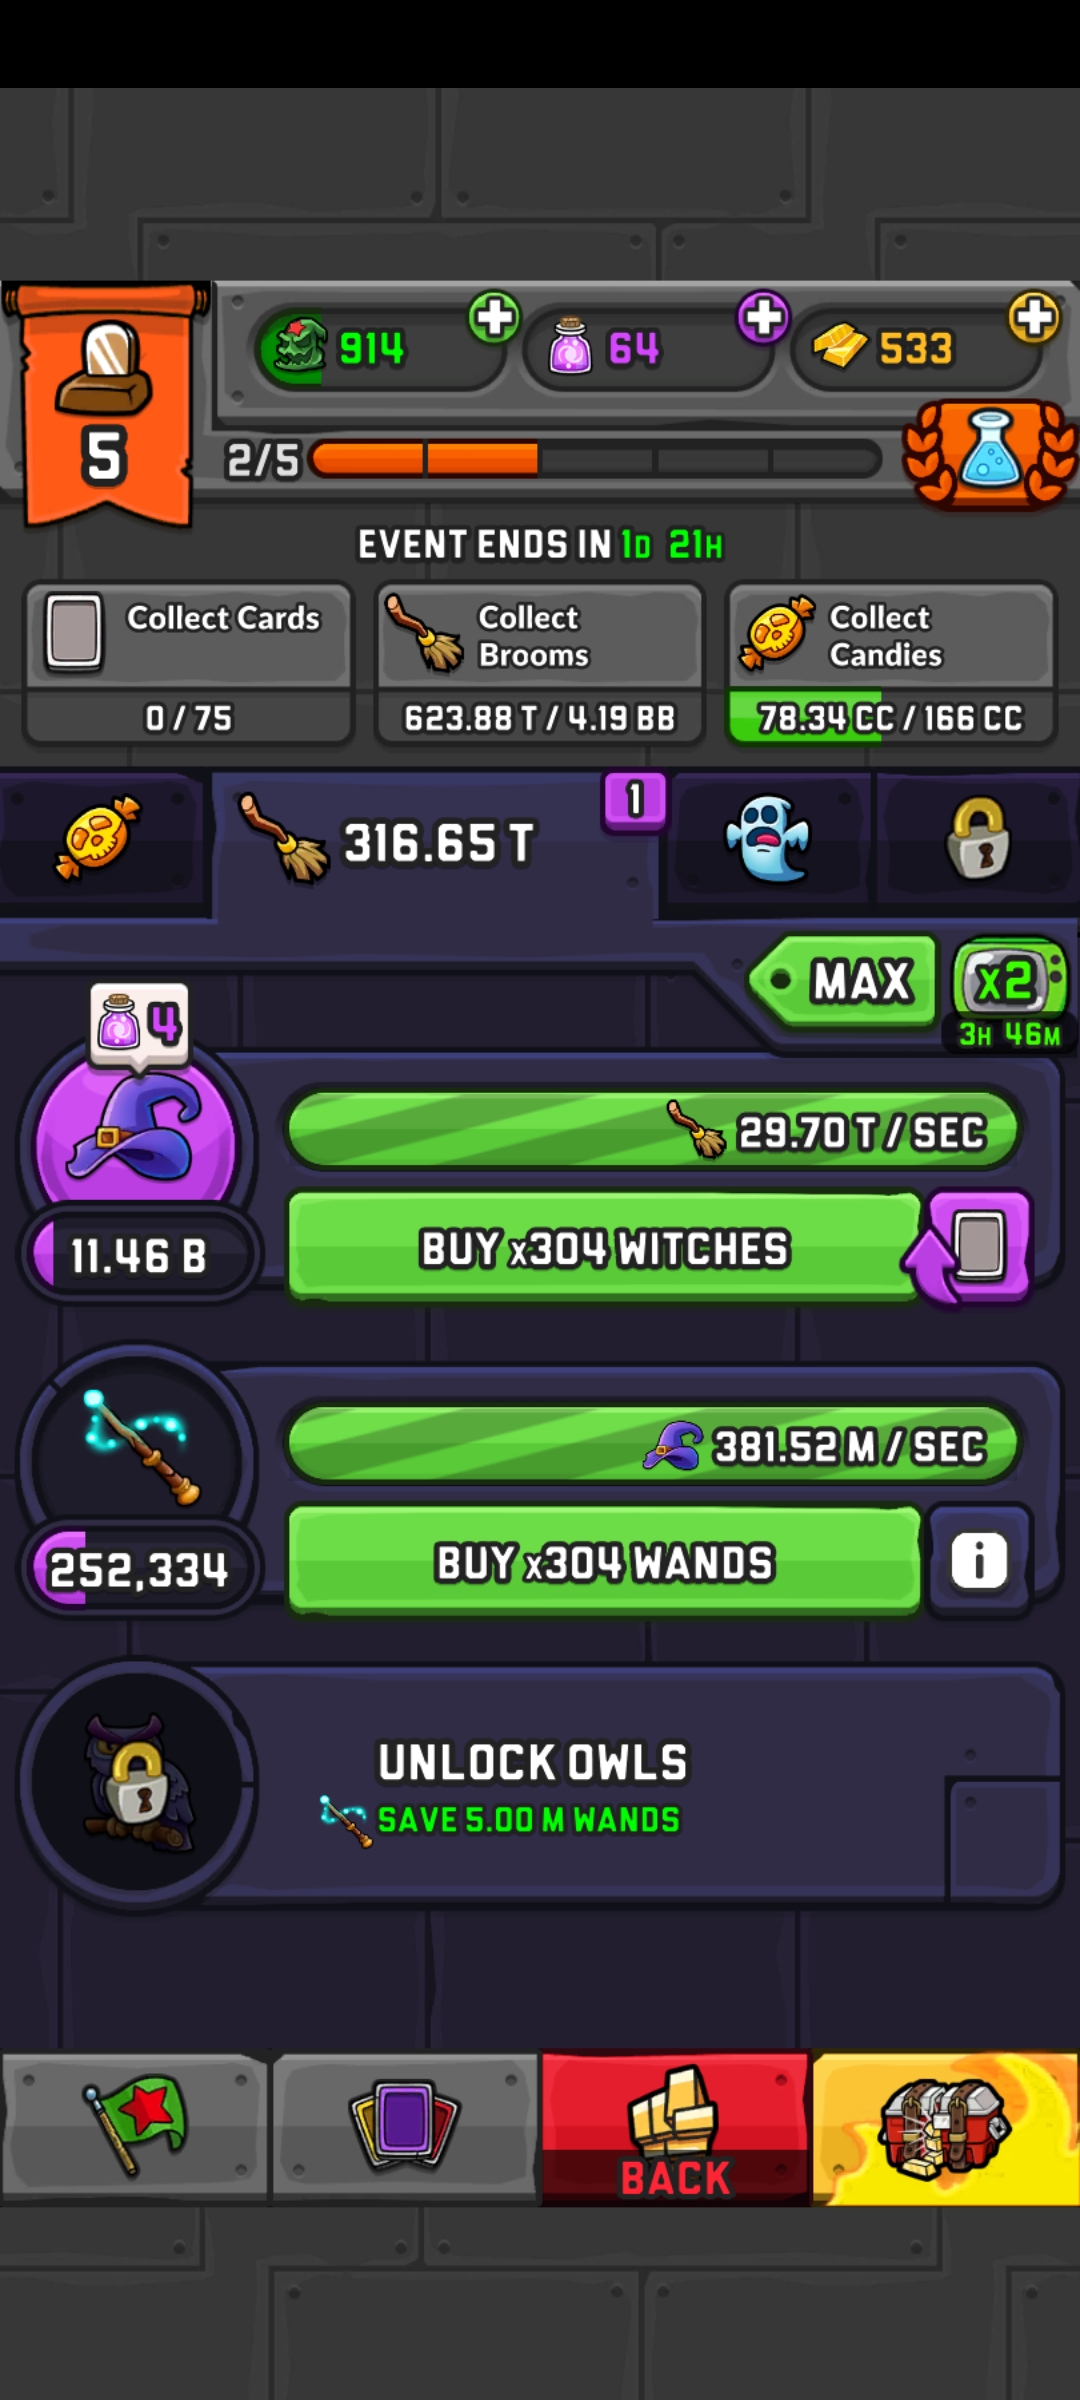 914
64
533
5
2/5
EVENT ENDS IN 1D 21H
Collect Cards
Collect
Brooms
Collect
Candies
0 / 75
623.88 T / 4.19 BB
78.34 CC / 166 CC
316.65 T
1
MAX
x2
3H 46M
4
29.70 T / SEC
11.46 B
BUY x304 WITCHES
381.52 M / SEC
252,334
BUY x304 WANDS
i
UNLOCK OWLS
SAVE 5.00 M WANDS
BACK